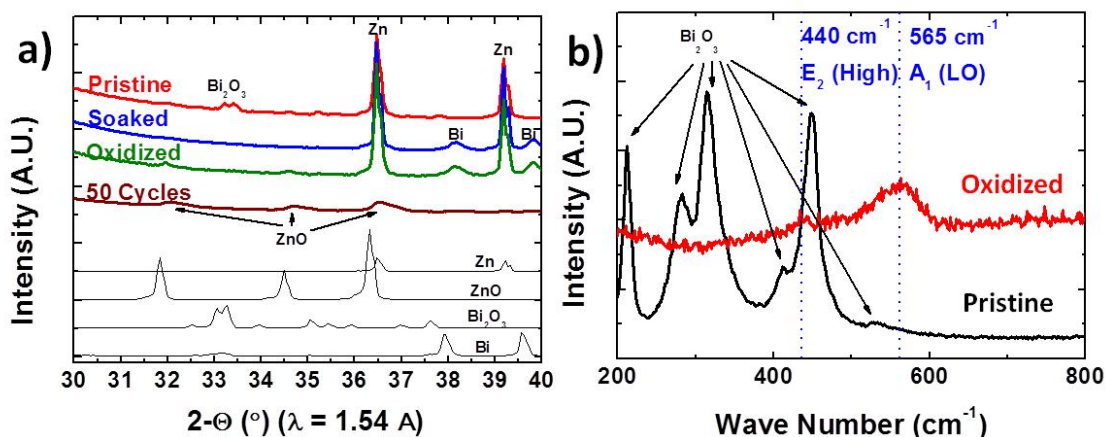 a)
Intensity (A.U.)
Pristine
Soaked
Oxidized
50 Cycles
Bi₂O₃
Zn
Zn
Bi
Bi
ZnO
Zn
ZnO
Bi₂O₃
Bi
30 31 32 33 34 35 36 37 38 39 40
2-Θ (°) (λ = 1.54 A)
b)
Intensity (A.U.)
Bi₂O₃
440 cm⁻¹
E₂ (High)
565 cm⁻¹
A₁ (LO)
Oxidized
Pristine
200 400 600 800
Wave Number (cm⁻¹)